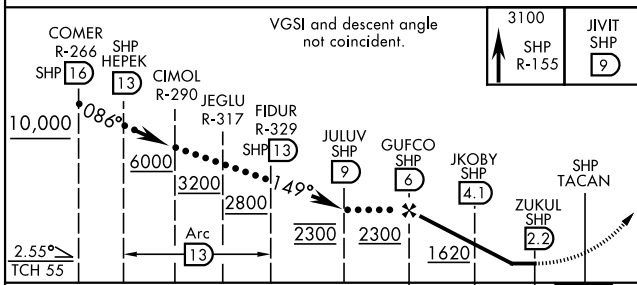 VGSI and descent angle
not coincident.
3100
SHP
R-155
JIVIT
SHP
9
COMER
R-266
SHP 16
SHP
HEPEK
13
CIMOL
R-290
JEGLU
R-317
FIDUR
R-329
SHP 13
JULUV
SHP
9
GUFCO
SHP
6
JKOBY
SHP
4.1
ZUKUL
SHP
2.2
SHP
TACAN
10,000
086°
6000
3200
2800
149°
2300
2300
1620
Arc
13
2.55°
TCH 55